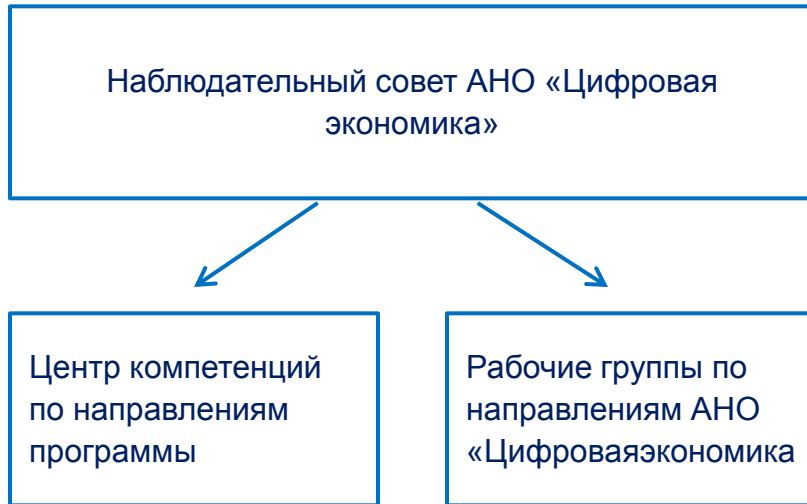 Наблюдательный совет АНО «Цифровая
экономика»
Центр компетенций
по направлениям
программы
Рабочие группы по
направлениям АНО
«Цифроваяэкономика